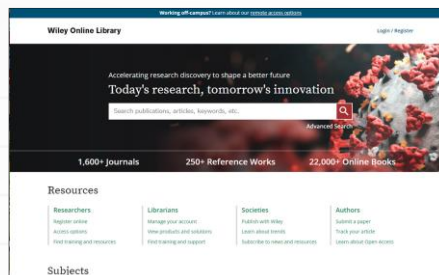 Working off-campus? Learn about our remote access options
Wiley Online Library
Login / Register
Accelerating research discovery to shape a better future
Today's research, tomorrow's innovation
Search publications, articles, keywords, etc.
Advanced Search
1,600+ Journals 250+ Reference Works 22,000+ Online Books
Resources
Researchers
Register online
Access options
Find training and resources
Librarians
Manage your account
View products and solutions
Find training and support
Societies
Publish with Wiley
Learn about trends
Subscribe to news and resources
Authors
Submit a paper
Track your article
Learn about Open Access
Subjects